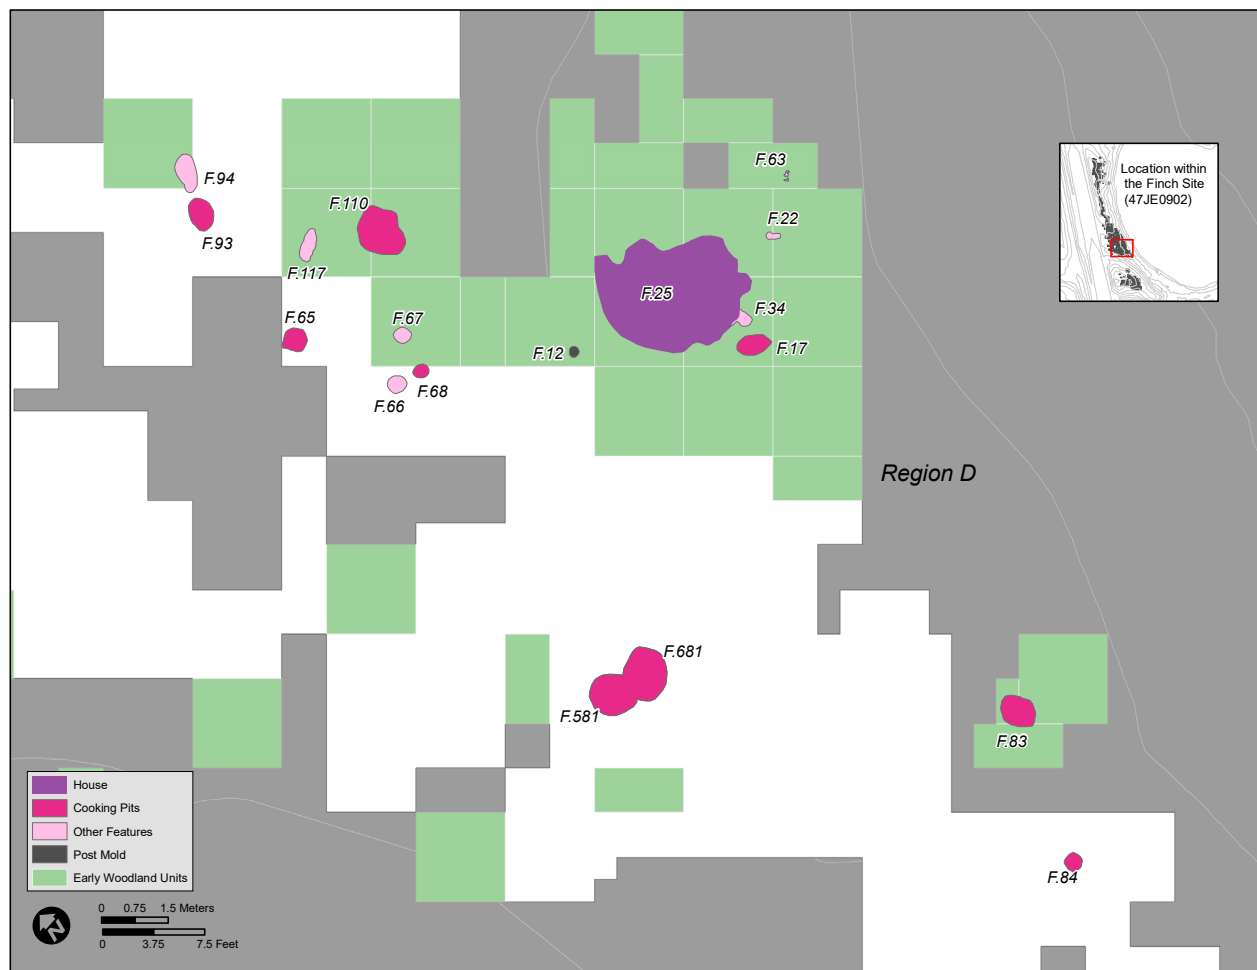 F.94
F.93
F.110
F.117
F.63
F.22
F.25
F.34
F.17
F.65
F.67
F.12
F.68
F.66
Location within
the Finch Site
(47JE0902)
Region D
F.681
F.581
F.83
F.84
House
Cooking Pits
Other Features
Post Mold
Early Woodland Units
0 0.75 1.5 Meters
0 3.75 7.5 Feet
N